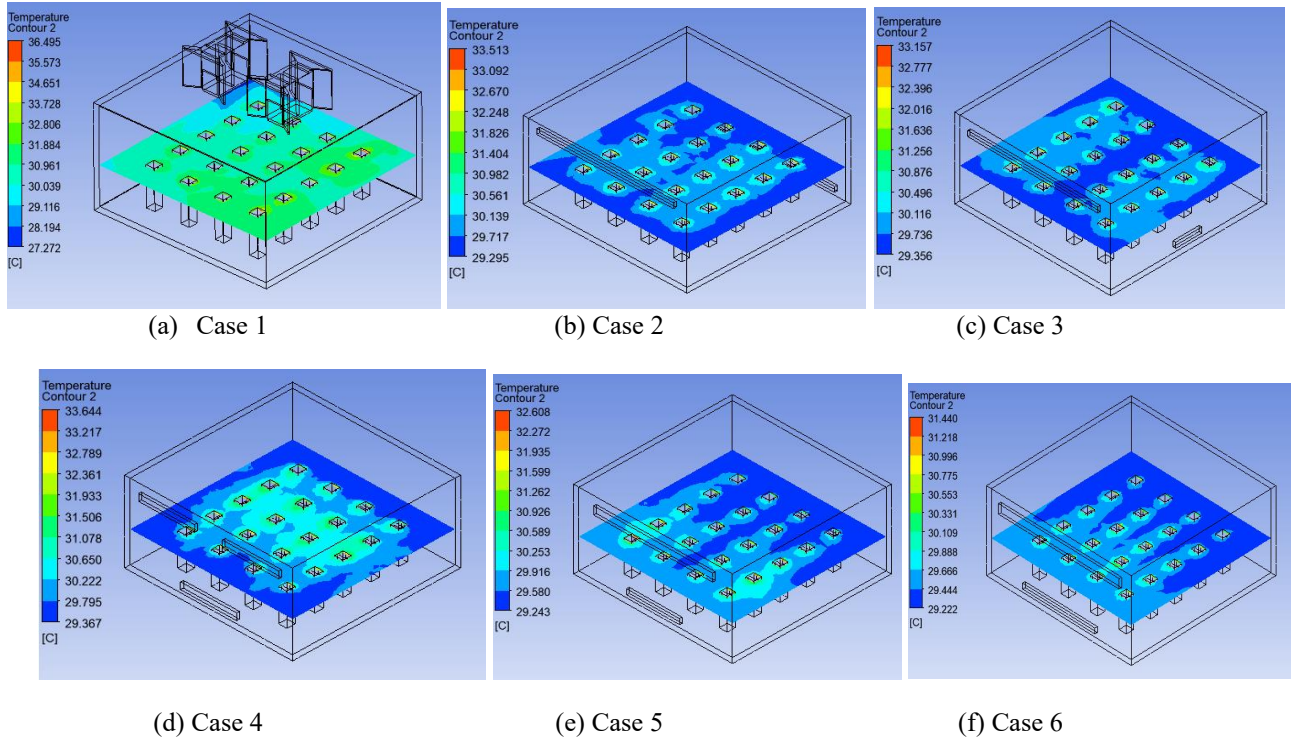 Temperature
Contour 2
36.495
35.573
34.651
33.728
32.806
31.884
30.961
30.039
29.116
28.194
27.272
[C]
Temperature
Contour 2
33.513
33.092
32.670
32.248
31.826
31.404
30.982
30.561
30.139
29.717
29.295
[C]
Temperature
Contour 2
33.157
32.777
32.396
32.016
31.636
31.256
30.876
30.496
30.116
29.736
29.356
[C]
(a) Case 1
(b) Case 2
(c) Case 3
Temperature
Contour 2
33.644
33.217
32.789
32.361
31.933
31.506
31.078
30.650
30.222
29.795
29.367
[C]
Temperature
Contour 2
32.608
32.272
31.935
31.599
31.262
30.926
30.589
30.253
29.916
29.580
29.243
[C]
Temperature
Contour 2
31.440
31.218
30.996
30.775
30.553
30.331
30.109
29.888
29.666
29.444
29.222
[C]
(d) Case 4
(e) Case 5
(f) Case 6